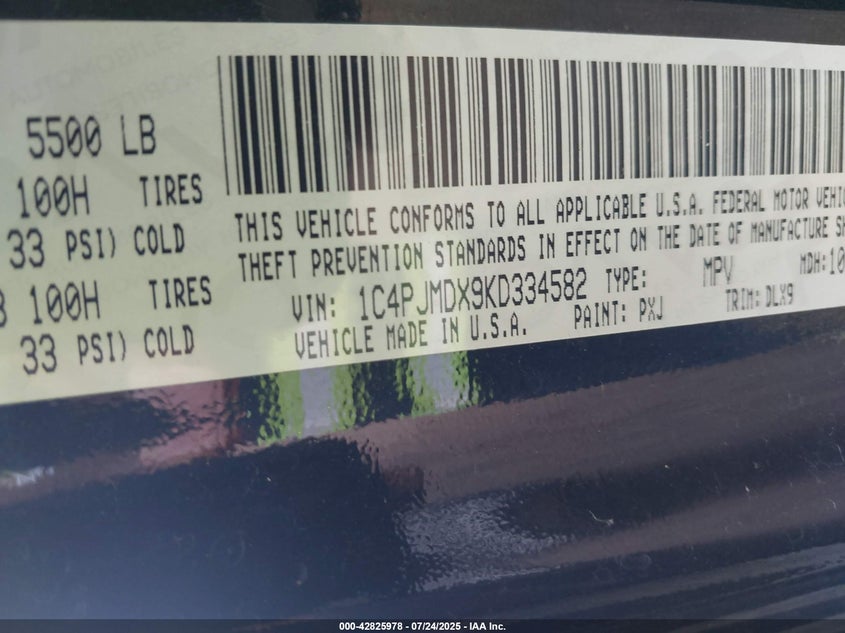 5500 LB
100H TIRES
33 PSI) COLD
100H TIRES
33 PSI) COLD
THIS VEHICLE CONFORMS TO ALL APPLICABLE U.S.A. FEDERAL MOTOR
THEFT PREVENTION STANDARDS IN EFFECT ON THE DATE OF MANUFACTURE
VIN: 1C4PJMDX9KD334582 TYPE: MPV MDH:10
VEHICLE MADE IN U.S.A. PAINT: PXJ TRIM: DLX9
000-42825978 - 07/24/2025 - IAA Inc.